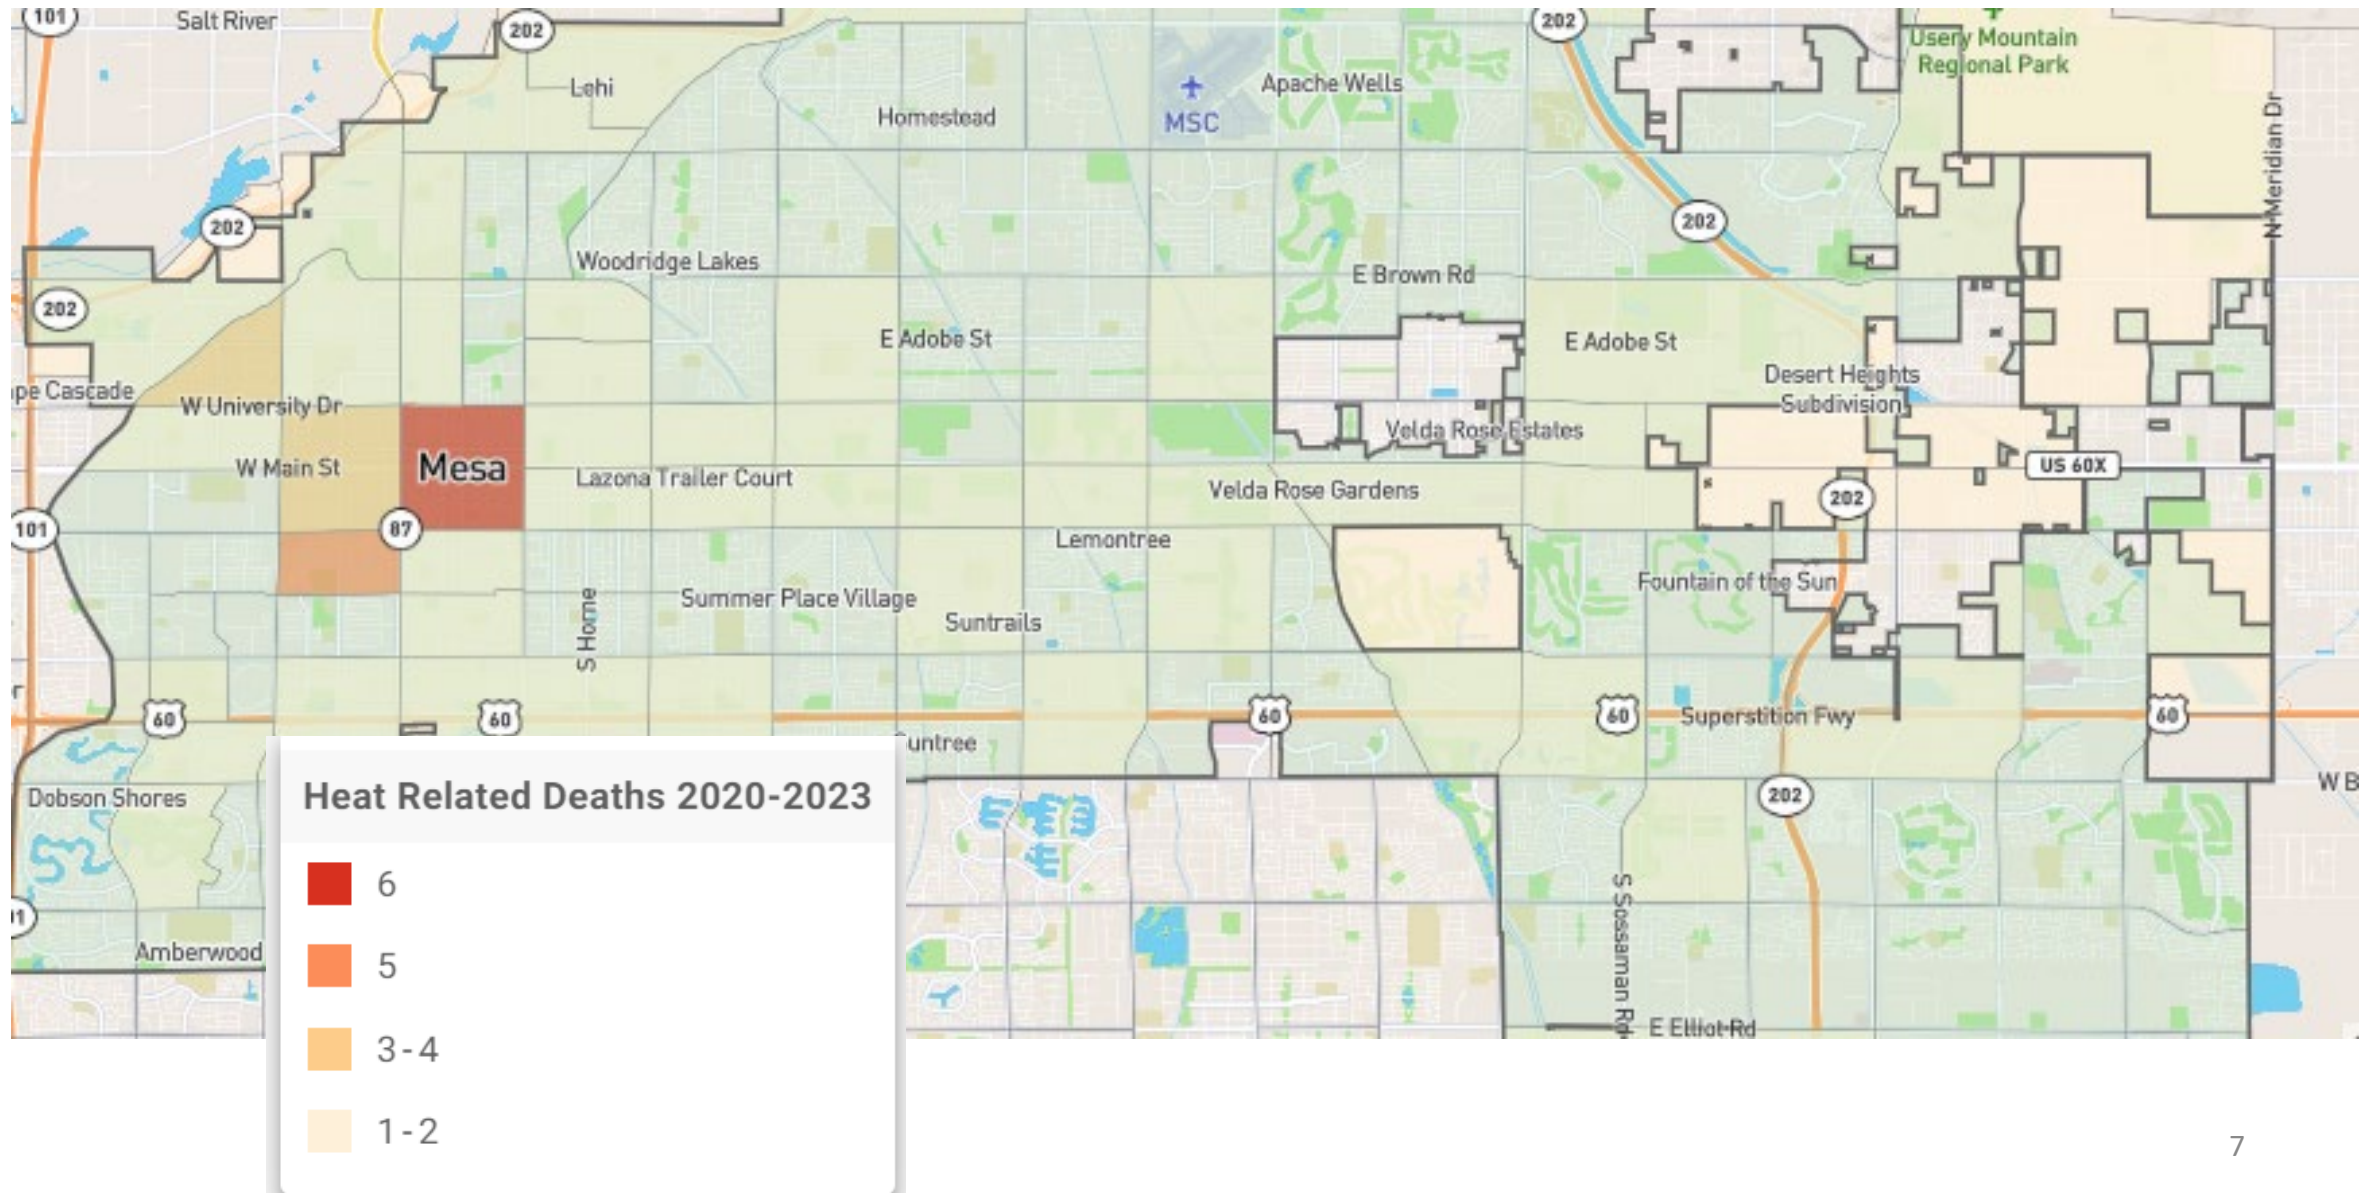 101
Salt River
202
202
Usery Mountain
Regional Park
Lehi
Homestead
MSC
Apache Wells
N Meridian Dr
202
202
Woodridge Lakes
E Brown Rd
202
E Adobe St
E Adobe St
Desert Heights
Subdivision
ape Cascade
W University Dr
Velda Rose Estates
W Main St
Mesa
Lazona Trailer Court
Velda Rose Gardens
US 60X
202
101
87
Lemontree
S Home
Summer Place Village
Suntrails
Fountain of the Sun
r
60
60
60
60
Superstition Fwy
60
untree
Dobson Shores
202
W B
S Sossaman Rd
01
Amberwood
E Elliot Rd
Heat Related Deaths 2020-2023
6
5
3-4
1-2
7